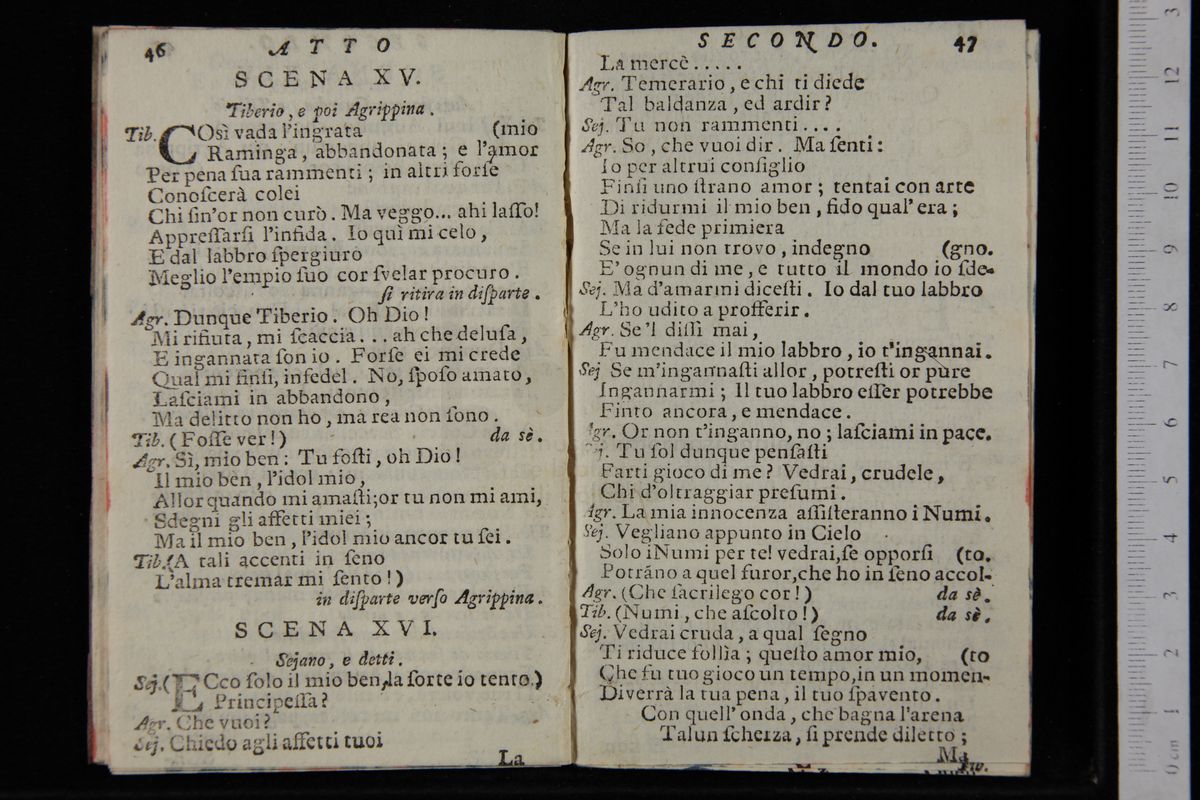 46
ATTO
SCENA XV.
Tiberio, e poi Agrippina.
Tib. COsì vada l'ingrata (mio
Raminga, abbandonata; e l'amor
Per pena ſua rammenti; in altri forſe
Conoſcerà colei
Chi ſin'or non curò. Ma veggo... ahi laſſo!
Appreſſarſi l'infida. Io quì mi celo,
E dal labbro ſpergiuro
Meglio l'empio ſuo cor ſvelar procuro.
ſi ritira in diſparte.
Agr. Dunque Tiberio. Oh Dio!
Mi rifiuta, mi ſcaccia... ah che deluſa,
E ingannata ſon io. Forſe ei mi crede
Qual mi finſi, infedel. No, ſpoſo amato,
Laſciami in abbandono,
Ma delitto non ho, ma rea non ſono.
Tib. (Foſſe ver!) da sè.
Agr. Sì, mio ben: Tu foſti, oh Dio!
Il mio ben, l'idol mio,
Allor quando mi amaſti; or tu non mi ami,
Sdegni gli affetti miei;
Ma il mio ben, l'idol mio ancor tu ſei.
Tib. (A tali accenti in ſeno
L'alma tremar mi ſento!)
in diſparte verſo Agrippina.
SCENA XVI.
Sejano, e detti.
Sej. (ECco ſolo il mio ben, la ſorte io tento.)
Principeſſa?
Agr. Che vuoi?
Sej. Chiedo agli affetti tuoi
La
SECONDO.
47
La mercè.....
Agr. Temerario, e chi ti diede
Tal baldanza, ed ardir?
Sej. Tu non rammenti....
Agr. So, che vuoi dir. Ma ſenti:
Io per altrui conſiglio
Finſi uno ſtrano amor; tentai con arte
Di ridurmi il mio ben, fido qual' era;
Ma la fede primiera
Se in lui non trovo, indegno (gno.
E' ognun di me, e tutto il mondo io ſde-
Sej. Ma d'amarmi diceſti. Io dal tuo labbro
L'ho udito a profferir.
Agr. Se'l diſſi mai,
Fu mendace il mio labbro, io t'ingannai.
Sej Se m'ingannaſti allor, potreſti or pure
Ingannarmi; Il tuo labbro eſſer potrebbe
Finto ancora, e mendace.
Agr. Or non t'inganno, no; laſciami in pace.
Sej. Tu ſol dunque penſaſti
Farti gioco di me? Vedrai, crudele,
Chi d'oltraggiar preſumi.
Agr. La mia innocenza aſſiſteranno i Numi.
Sej. Vegliano appunto in Cielo
Solo i Numi per te! vedrai, ſe opporſi (to.
Potrãno a quel furor, che ho in ſeno accol-
Agr. (Che ſacrilego cor!) da sè.
Tib. (Numi, che aſcolto!) da sè.
Sej. Vedrai cruda, a qual ſegno
Ti riduce follìa; queſto amor mio, (to
Che fu tuo gioco un tempo, in un momen-
Diverrà la tua pena, il tuo ſpavento.
Con quell' onda, che bagna l'arena
Talun ſcherza, ſi prende diletto;
Ma